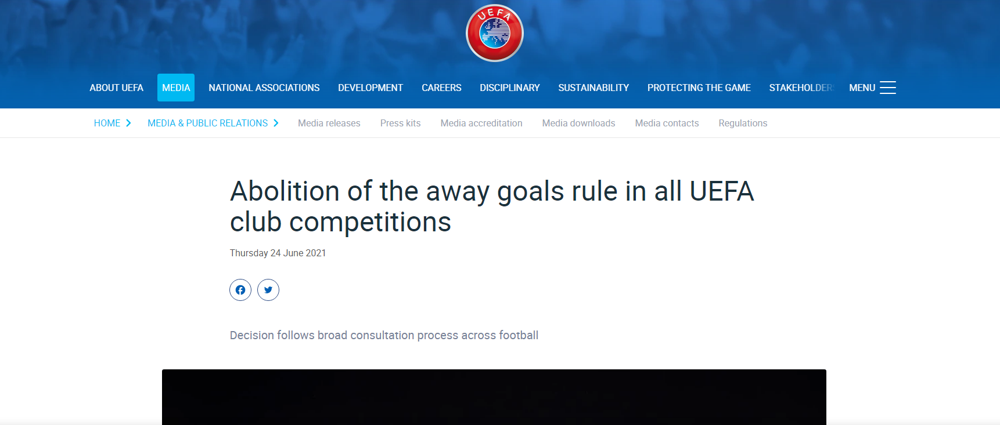 UEFA
ABOUT UEFA MEDIA NATIONAL ASSOCIATIONS DEVELOPMENT CAREERS DISCIPLINARY SUSTAINABILITY PROTECTING THE GAME STAKEHOLDERS MENU
HOME MEDIA & PUBLIC RELATIONS Media releases Press kits Media accreditation Media downloads Media contacts Regulations
Abolition of the away goals rule in all UEFA
club competitions
Thursday 24 June 2021
Decision follows broad consultation process across football